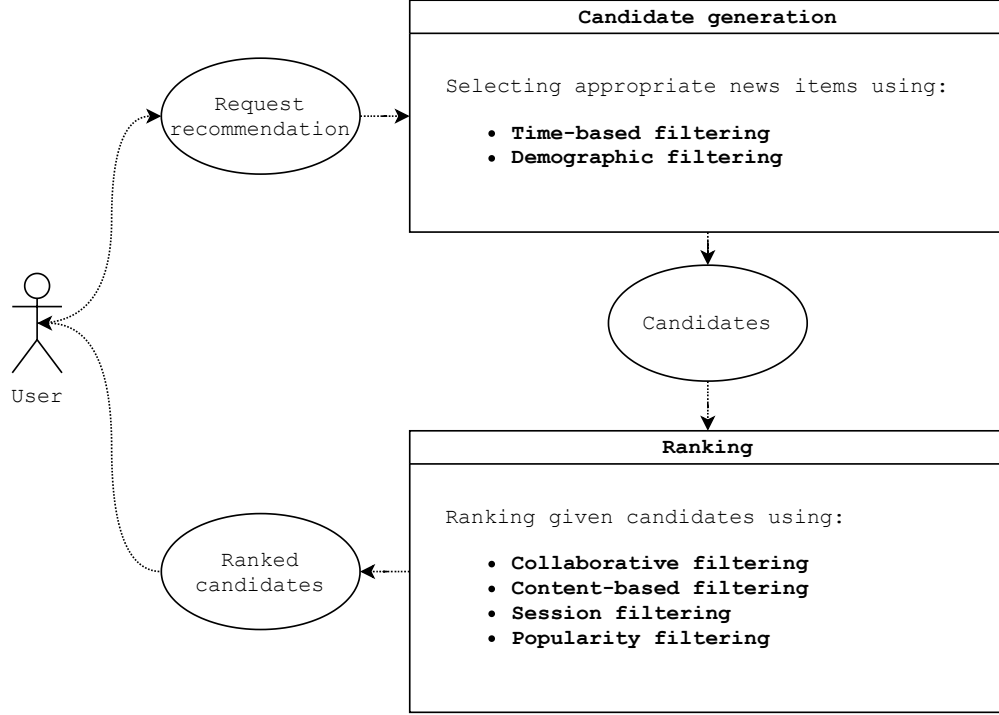 Candidate generation
Request
recommendation
Selecting appropriate news items using:
• Time-based filtering
• Demographic filtering
User
Candidates
Ranking
Ranking given candidates using:
• Collaborative filtering
• Content-based filtering
• Session filtering
• Popularity filtering
Ranked
candidates